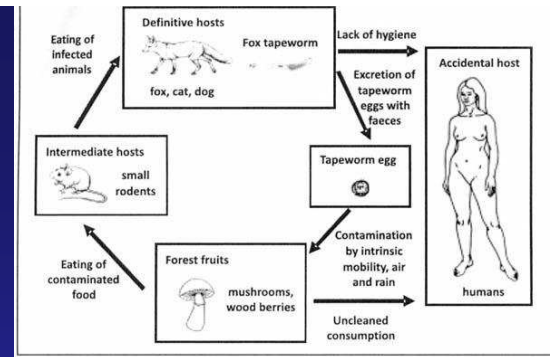 Definitive hosts
Fox tapeworm
fox, cat, dog
Lack of hygiene
Excretion of
tapeworm
eggs with
faeces
Accidental host
humans
Tapeworm egg
Contamination
by intrinsic
mobility, air
and rain
Forest fruits
mushrooms,
wood berries
Uncleaned
consumption
Eating of
contaminated
food
Intermediate hosts
small
rodents
Eating of
infected
animals